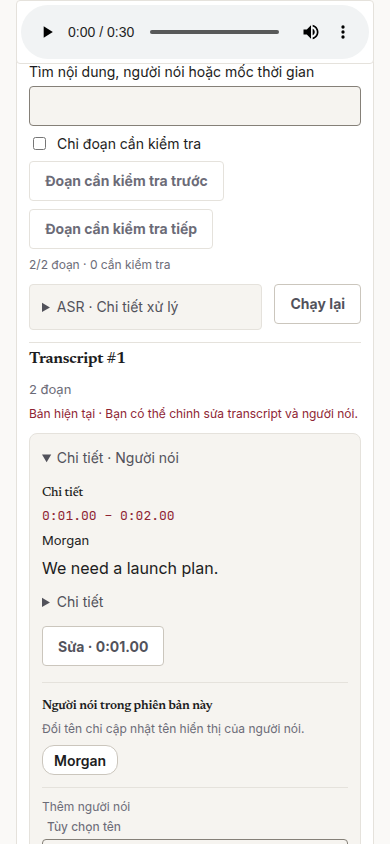 0:00 / 0:30
Tìm nội dung, người nói hoặc mốc thời gian
Chỉ đoạn cần kiểm tra
Đoạn cần kiểm tra trước
Đoạn cần kiểm tra tiếp
2/2 đoạn · 0 cần kiểm tra
ASR · Chi tiết xử lý
Chạy lại
Transcript #1
2 đoạn
Bản hiện tại · Bạn có thể chỉnh sửa transcript và người nói.
Chi tiết · Người nói
Chi tiết
0:01.00 – 0:02.00
Morgan
We need a launch plan.
Chi tiết
Sửa · 0:01.00
Người nói trong phiên bản này
Đổi tên chỉ cập nhật tên hiển thị của người nói.
Morgan
Thêm người nói
Tùy chọn tên